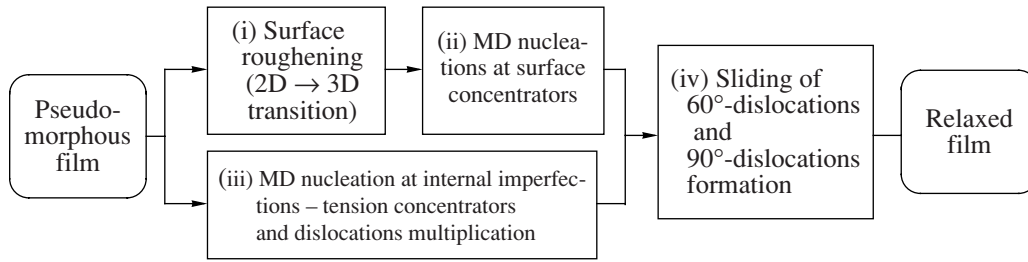 Pseudo-
morphous
film
(i) Surface
roughening
(2D → 3D
transition)
(ii) MD nuclea-
tions at surface
concentrators
(iii) MD nucleation at internal imperfec-
tions – tension concentrators
and dislocations multiplication
(iv) Sliding of
60°-dislocations
and
90°-dislocations
formation
Relaxed
film